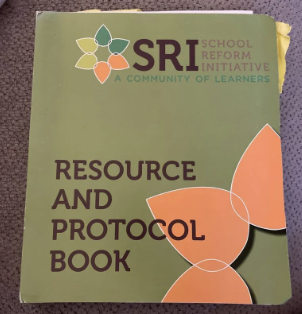 SRI SCHOOL
REFORM
INITIATIVE
A COMMUNITY OF LEARNERS
RESOURCE
AND
PROTOCOL
BOOK